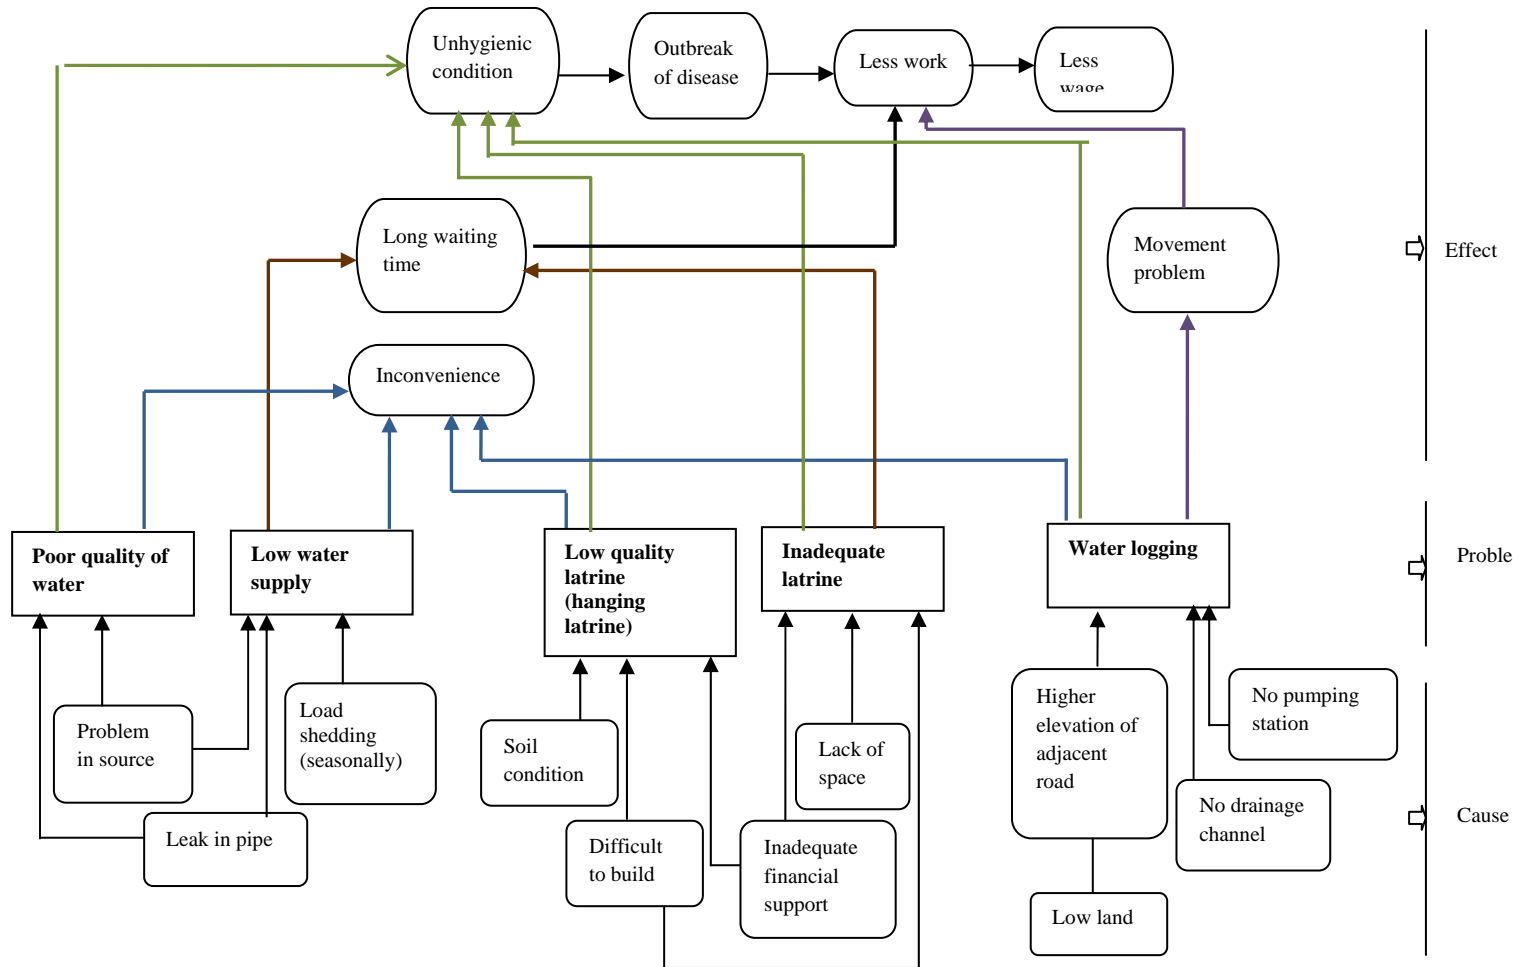 Unhygienic
condition
Outbreak
of disease
Less work
Less
wage
Long waiting
time
Movement
problem
Effect
Inconvenience
Poor quality of
water
Low water
supply
Low quality
latrine
(hanging
latrine)
Inadequate
latrine
Water logging
Proble
Problem
in source
Load
shedding
(seasonally)
Soil
condition
Lack of
space
Higher
elevation of
adjacent
road
No pumping
station
Leak in pipe
Difficult
to build
Inadequate
financial
support
No drainage
channel
Cause
Low land